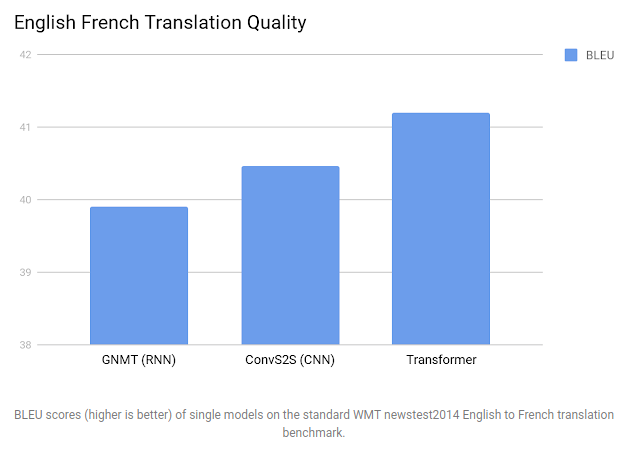 English French Translation Quality
42
BLEU
41
40
39
38
GNMT (RNN) ConvS2S (CNN) Transformer
BLEU scores (higher is better) of single models on the standard WMT newstest2014 English to French translation
benchmark.